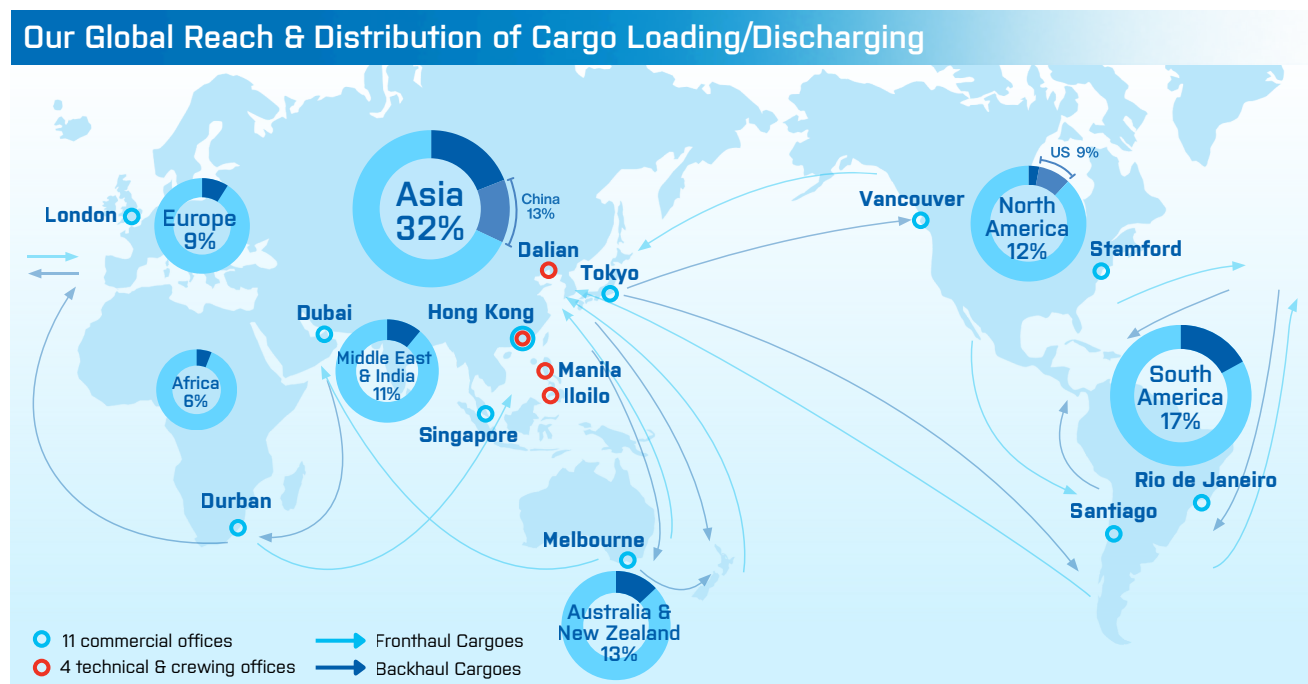 Our Global Reach & Distribution of Cargo Loading/Discharging
London
Europe
9%
Asia
32%
China
13%
Dalian
Tokyo
Dubai
Hong Kong
Middle East
& India
11%
Manila
Iloilo
Singapore
Africa
6%
Durban
Melbourne
Australia &
New Zealand
13%
Vancouver
US 9%
North
America
12%
Stamford
South
America
17%
Rio de Janeiro
Santiago
11 commercial offices
Fronthaul Cargoes
4 technical & crewing offices
Backhaul Cargoes